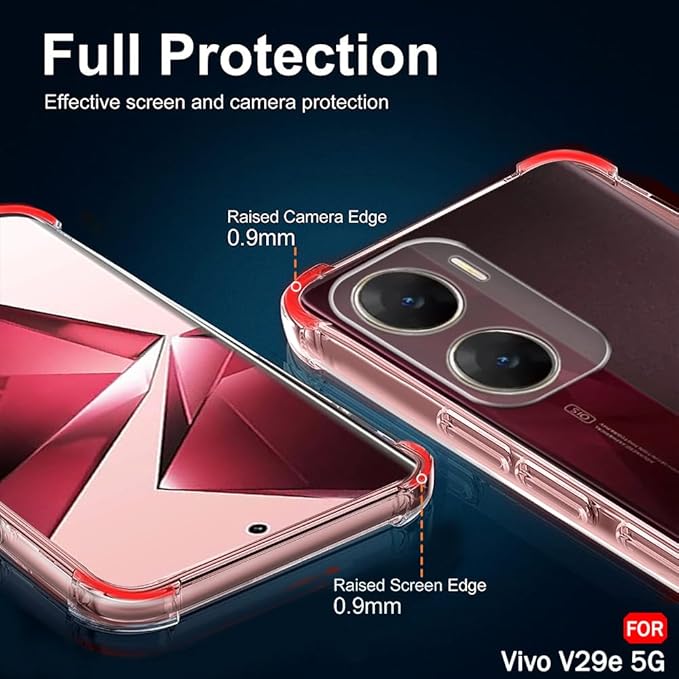 Full Protection
Effective screen and camera protection
Raised Camera Edge
0.9mm
OIS
Raised Screen Edge
0.9mm
FOR
Vivo V29e 5G